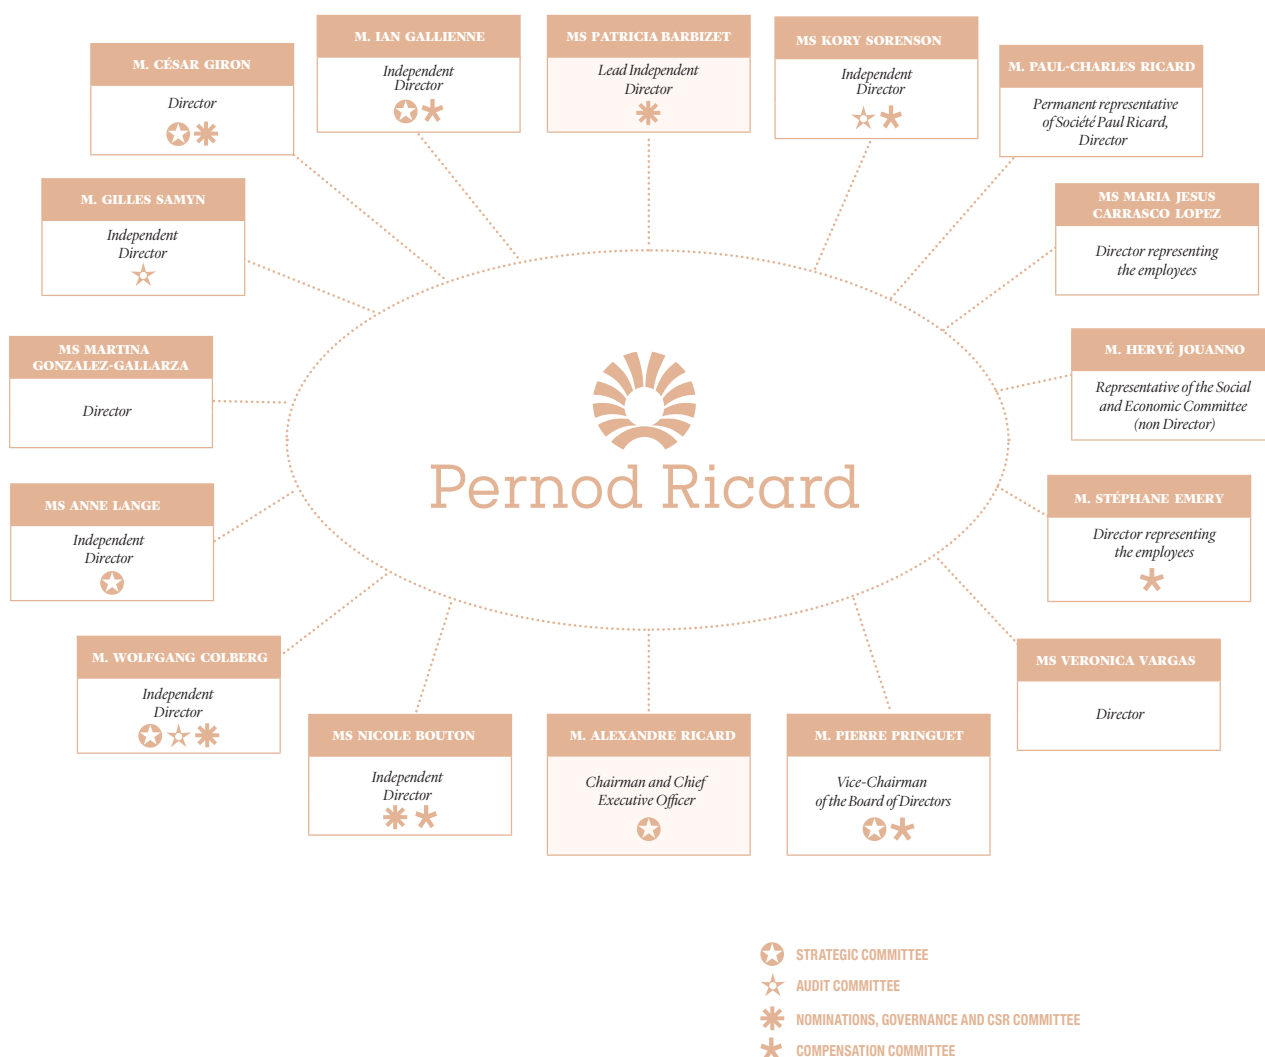 M. IAN GALLIENNE
Independent
Director
MS PATRICIA BARBIZET
Lead Independent
Director
MS KORY SORENSON
Independent
Director
M. CÉSAR GIRON
Director
M. PAUL-CHARLES RICARD
Permanent representative
of Société Paul Ricard,
Director
M. GILLES SAMYN
Independent
Director
MS MARIA JESUS
CARRASCO LOPEZ
Director representing
the employees
MS MARTINA
GONZALEZ-GALLARZA
Director
M. HERVÉ JOUANNO
Representative of the Social
and Economic Committee
(non Director)
Pernod Ricard
MS ANNE LANGE
Independent
Director
M. STÉPHANE EMERY
Director representing
the employees
M. WOLFGANG COLBERG
Independent
Director
MS VERONICA VARGAS
Director
MS NICOLE BOUTON
Independent
Director
M. ALEXANDRE RICARD
Chairman and Chief
Executive Officer
M. PIERRE PRINGUET
Vice-Chairman
of the Board of Directors
STRATEGIC COMMITTEE
AUDIT COMMITTEE
NOMINATIONS, GOVERNANCE AND CSR COMMITTEE
COMPENSATION COMMITTEE